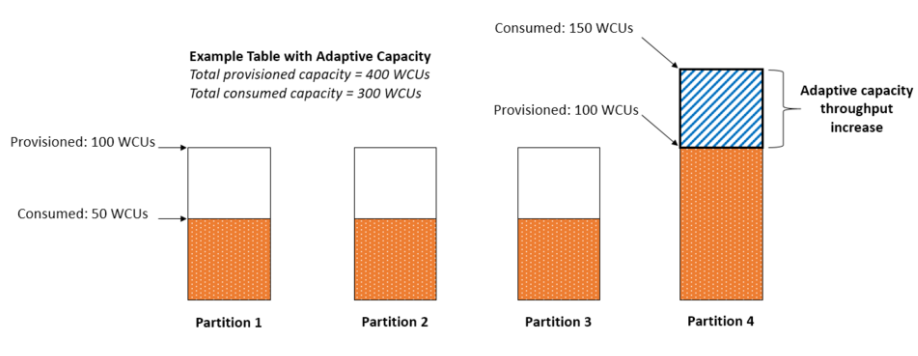 Consumed: 150 WCUs
Example Table with Adaptive Capacity
Total provisioned capacity = 400 WCUs
Total consumed capacity = 300 WCUs
Adaptive capacity
throughput
increase
Provisioned: 100 WCUs
Provisioned: 100 WCUs
Consumed: 50 WCUs
Partition 1
Partition 2
Partition 3
Partition 4